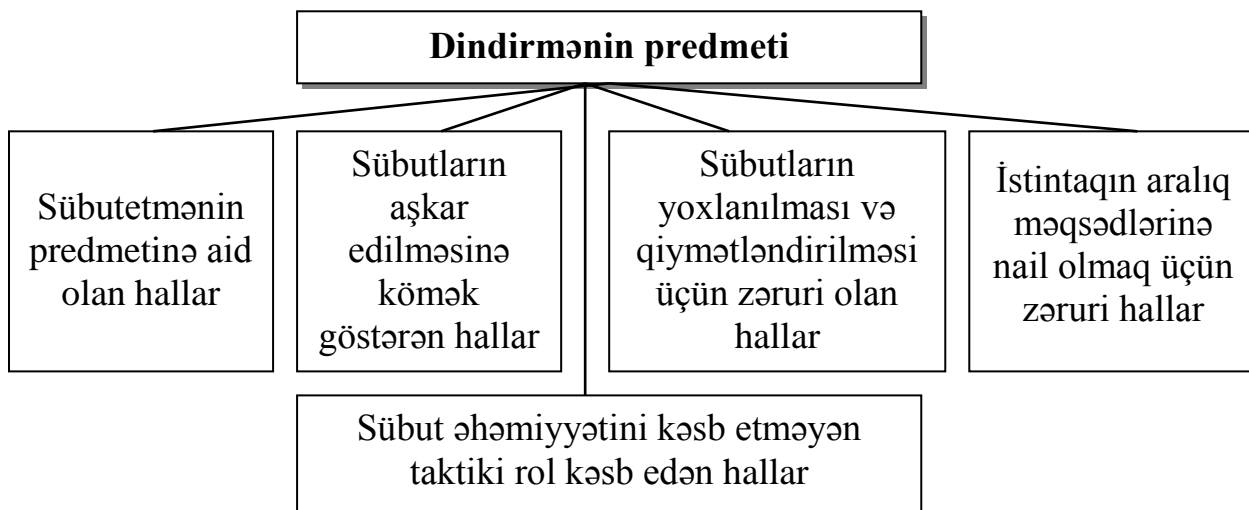 Dindirmənin predmeti
Sübutetmənin
predmetinə aid
olan hallar
Sübutların
aşkar
edilməsinə
kömək
göstərən hallar
Sübutların
yoxlanılması və
qiymətləndirilməsi
üçün zəruri olan
hallar
İstintaqın aralıq
məqsədlərinə
nail olmaq üçün
zəruri hallar
Sübut əhəmiyyətini kəsb etməyən
taktiki rol kəsb edən hallar